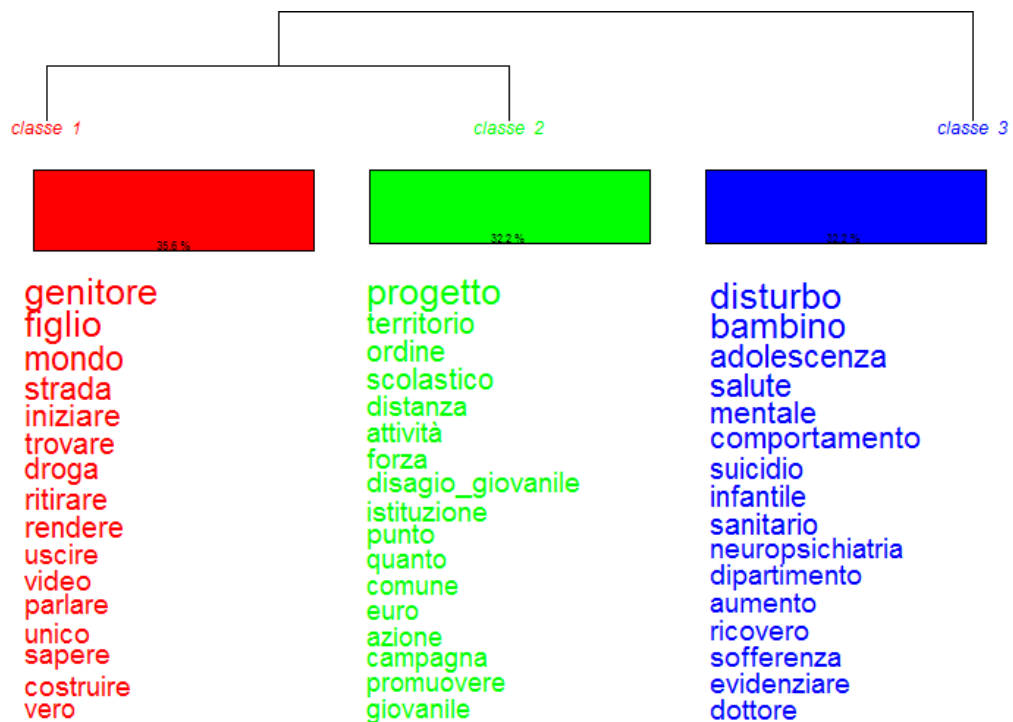 classe 1
classe 2
classe 3
35.6 %
32.2 %
32.2 %
genitore
figlio
mondo
strada
iniziare
trovare
droga
ritirare
rendere
uscire
video
parlare
unico
sapere
costruire
vero
progetto
territorio
ordine
scolastico
distanza
attività
forza
disagio_giovanile
istituzione
punto
quanto
comune
euro
azione
campagna
promuovere
giovanile
disturbo
bambino
adolescenza
salute
mentale
comportamento
suicidio
infantile
sanitario
neuropsichiatria
dipartimento
aumento
ricovero
sofferenza
evidenziare
dottore